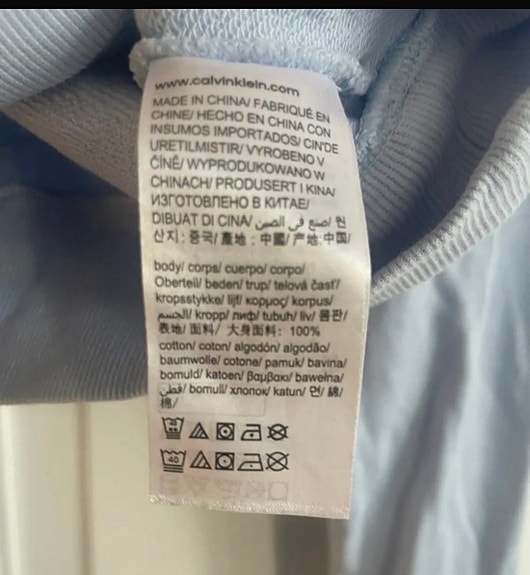 www.calvinklein.com
MADE IN CHINA/ FABRIQUÉ EN
CHINE/ HECHO EN CHINA CON
INSUMOS IMPORTADOS/ CIN'DE
URETILMISTIR/ VYROBENO V
ČÍNĚ/ WYPRODUKOWANO W
CHINACH/ PRODUSERT I KINA/
ИЗГОТОВЛЕНО В КИТАЕ/
DIBUAT DI CINA/ صنع في الصين/ 원
산지: 중국/ 產地: 中國/ 产地:中国/
body/ corps/ cuerpo/ corpo/
Oberteil/ beden/ trup/ telová časť/
kropsstykke/ lijf/ κορμος/ korpus/
الجسم/ kropp/ лиф/ tubuh/ liv/ 몸판/
表地/ 面料/ 大身面料: 100%
cotton/ coton/ algodón/ algodão/
baumwolle/ cotone/ pamuk/ bavlna/
bomuld/ katoen/ βαμβακι/ bawełna/
قطن/ bomull/ хлопок/ katun/ 면/ 綿/
棉/
40
40